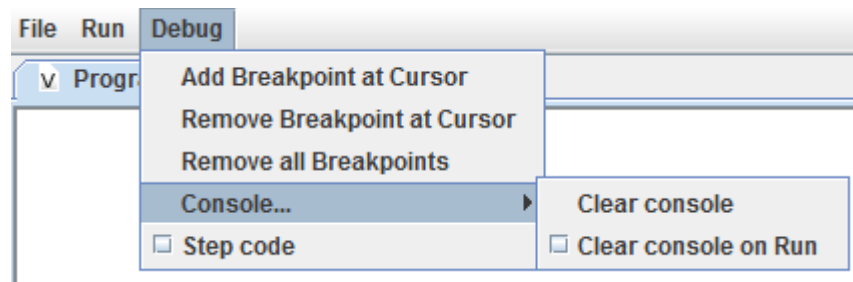 File Run Debug
V Progr
Add Breakpoint at Cursor
Remove Breakpoint at Cursor
Remove all Breakpoints
Console...
Clear console
Step code
Clear console on Run